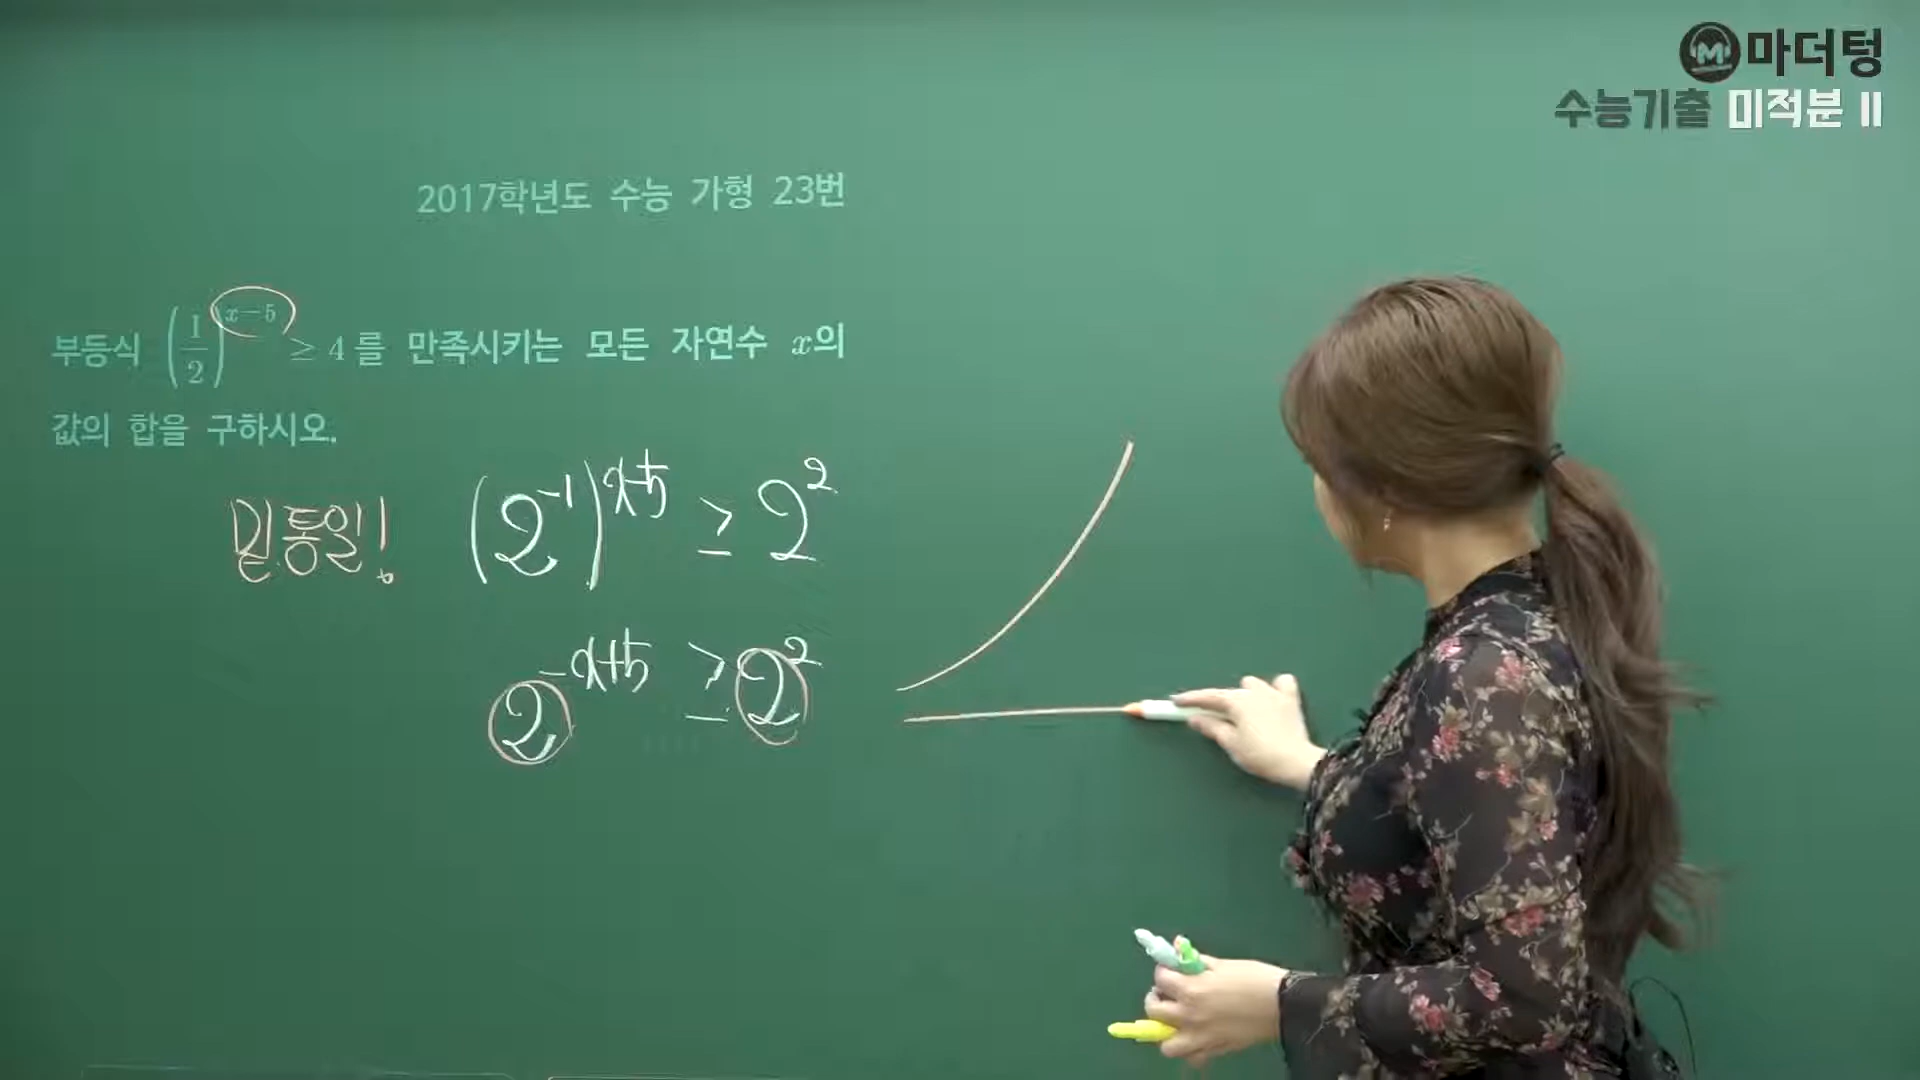 마더텅
수능기출 미적분 II
2017학년도 수능 가형 23번
부등식 (1/2)^{x-5} ≥ 4 를 만족시키는 모든 자연수 x의
값의 합을 구하시오.
밑통일! (2^{-1})^{x-5} ≥ 2^2
2^{-x+5} ≥ 2^2